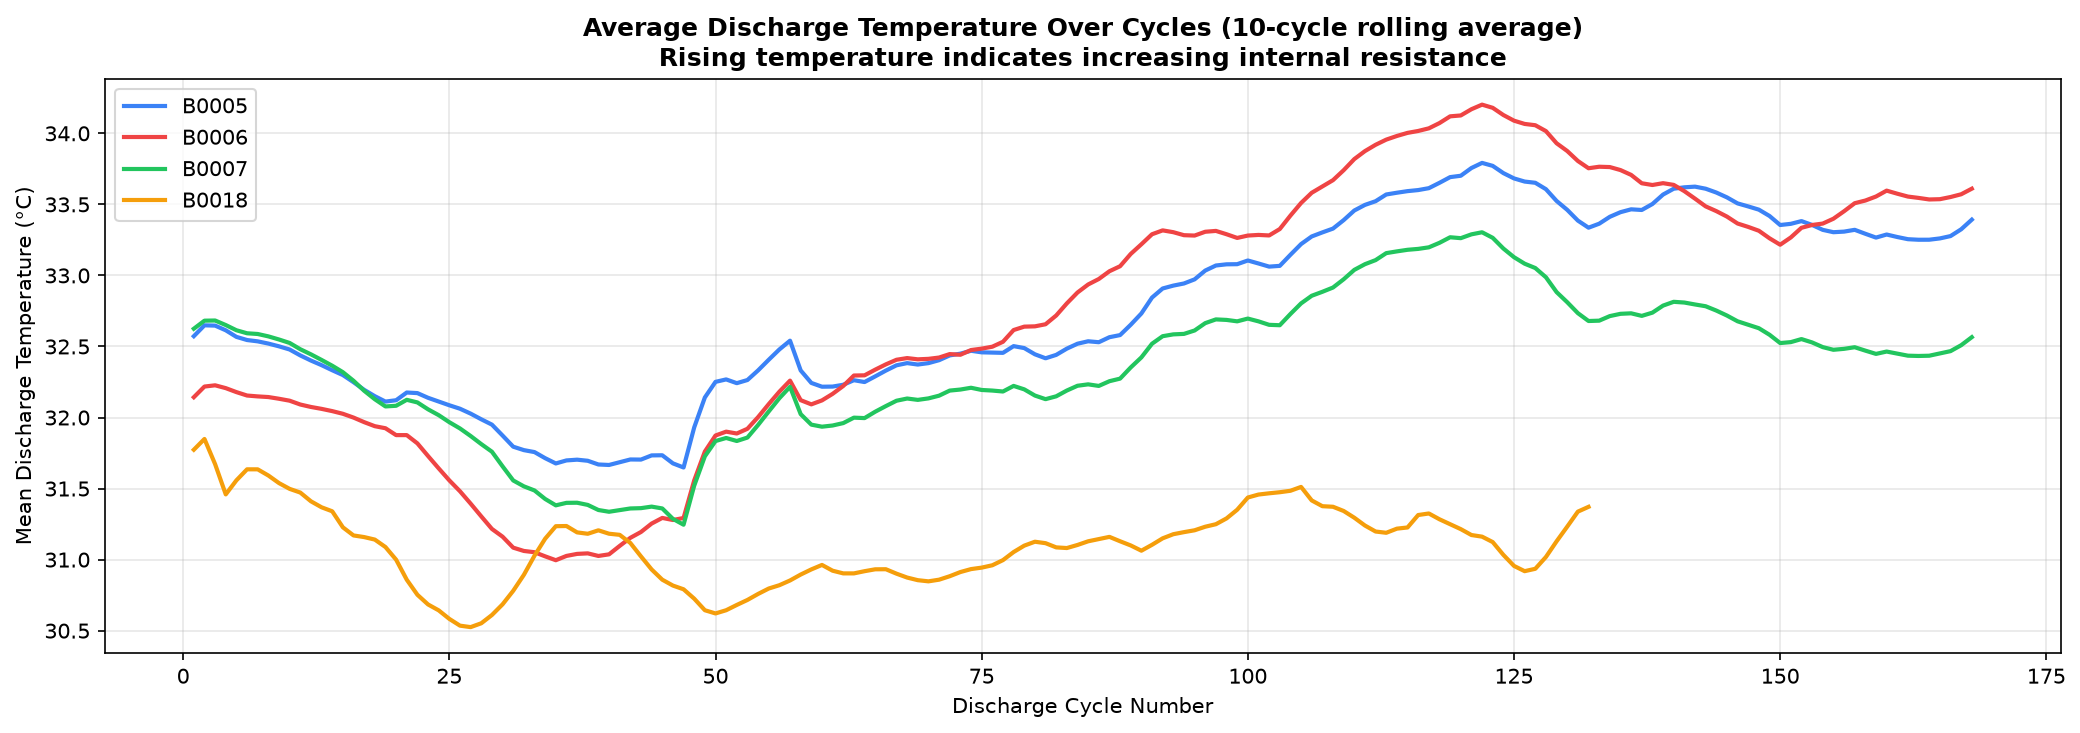 Average Discharge Temperature Over Cycles (10-cycle rolling average)
Rising temperature indicates increasing internal resistance
B0005
B0006
B0007
B0018
Mean Discharge Temperature (°C)
34.0
33.5
33.0
32.5
32.0
31.5
31.0
30.5
0
25
50
75
100
125
150
175
Discharge Cycle Number